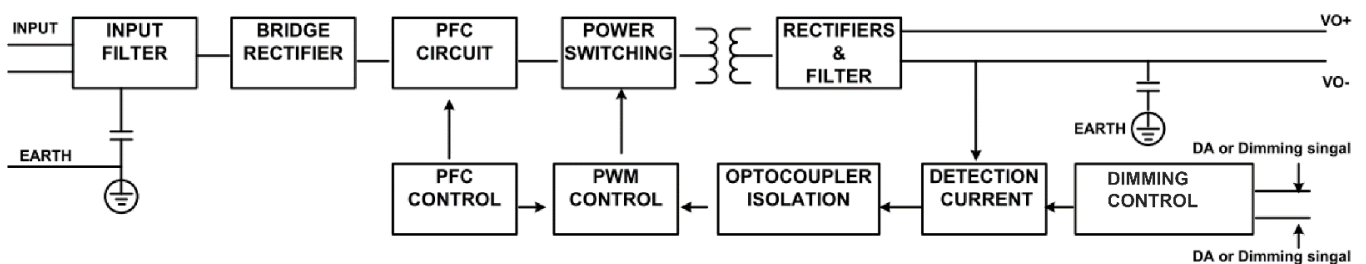 INPUT
INPUT
FILTER
BRIDGE
RECTIFIER
PFC
CIRCUIT
POWER
SWITCHING
RECTIFIERS
&
FILTER
VO+
VO-
EARTH
EARTH
DA or Dimming singal
PFC
CONTROL
PWM
CONTROL
OPTOCOUPLER
ISOLATION
DETECTION
CURRENT
DIMMING
CONTROL
DA or Dimming singal